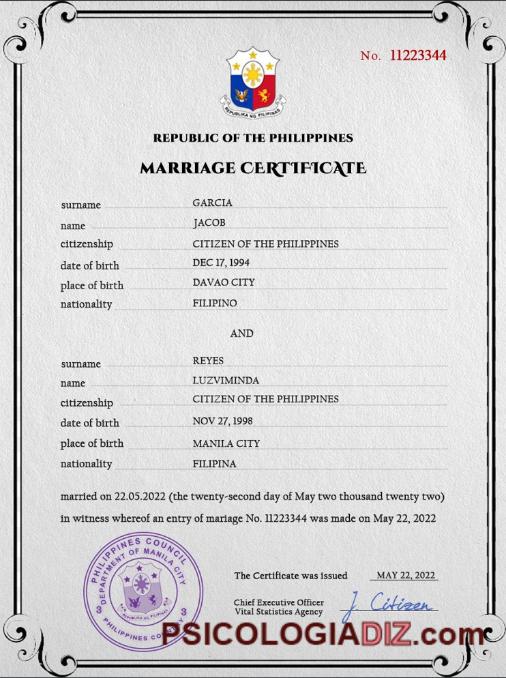 No. 11223344
REPUBLIKA NG PILIPINAS
REPUBLIC OF THE PHILIPPINES
MARRIAGE CERTIFICATE
surname GARCIA
name JACOB
citizenship CITIZEN OF THE PHILIPPINES
date of birth DEC 17, 1994
place of birth DAVAO CITY
nationality FILIPINO
AND
surname REYES
name LUZVIMINDA
citizenship CITIZEN OF THE PHILIPPINES
date of birth NOV 27, 1998
place of birth MANILA CITY
nationality FILIPINA
married on 22.05.2022 (the twenty-second day of May two thousand twenty two)
in witness whereof an entry of mariage No. 11223344 was made on May 22, 2022
PHILIPPINES COUNCIL
DEPARTMENT OF MANILA CITY
3 3
PHILIPPINES
The Certificate was issued MAY 22, 2022
Chief Executive Officer
Vital Statistics Agency
J. Citizen
PSICOLOGIADIZ.com